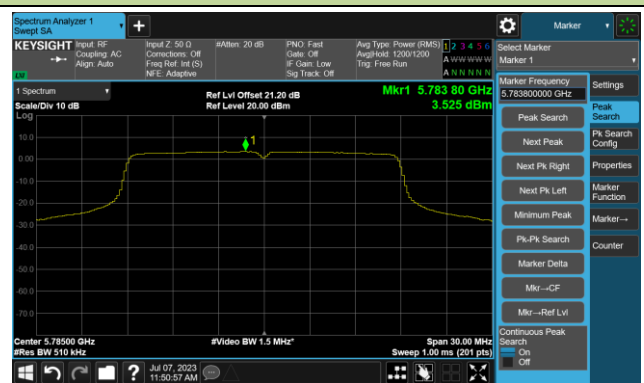 Spectrum Analyzer 1
Swept SA
Marker
KEYSIGHT
Input: RF
Coupling: AC
Align: Auto
Input Z: 50 Ω
Corrections: Off
Freq Ref: Int (S)
NFE: Adaptive
#Atten: 20 dB
PNO: Fast
Gate: Off
IF Gain: Low
Sig Track: Off
Avg Type: Power (RMS)
Avg|Hold: 1200/1200
Trig: Free Run
1 2 3 4 5 6
A W W W W W
A N N N N N
LW
Select Marker
Marker 1
1 Spectrum
Scale/Div 10 dB
Log
Ref Lvl Offset 21.20 dB
Ref Level 20.00 dBm
Mkr1 5.783 80 GHz
3.525 dBm
1
10.0
0.00
-10.0
-20.0
-30.0
-40.0
-50.0
-60.0
-70.0
Center 5.78500 GHz
#Res BW 510 kHz
#Video BW 1.5 MHz*
Span 30.00 MHz
Sweep 1.00 ms (201 pts)
Marker Frequency
5.783800000 GHz
Peak Search
Next Peak
Next Pk Right
Next Pk Left
Minimum Peak
Pk-Pk Search
Marker Delta
Mkr→CF
Mkr→Ref Lvl
Continuous Peak
Search
On
Off
Settings
Peak
Search
Pk Search
Config
Properties
Marker
Function
Marker→
Counter
?
Jul 07, 2023
11:50:57 AM